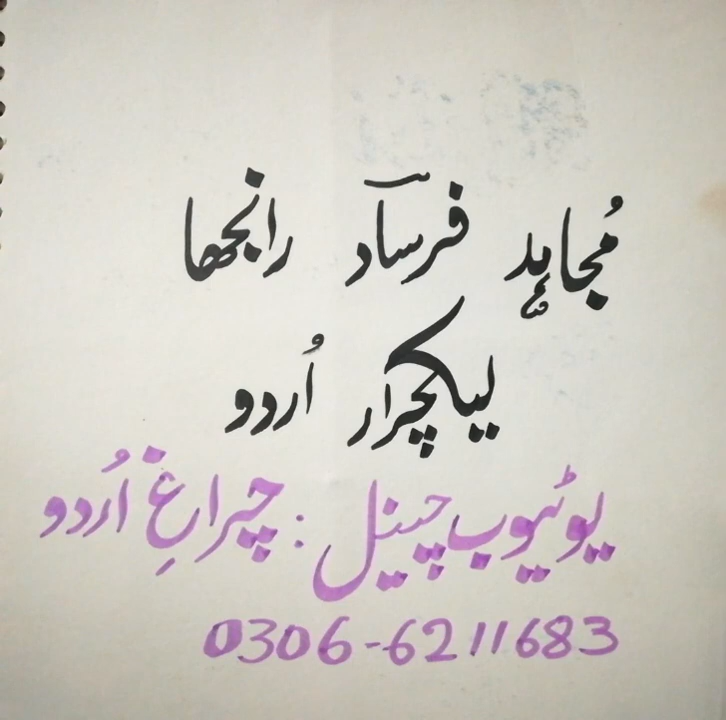 مُجاہد فرساد رانجھا
لیکچرار اُردو
یوٹیوب چینل : چراغِ اُردو
0306-6211683